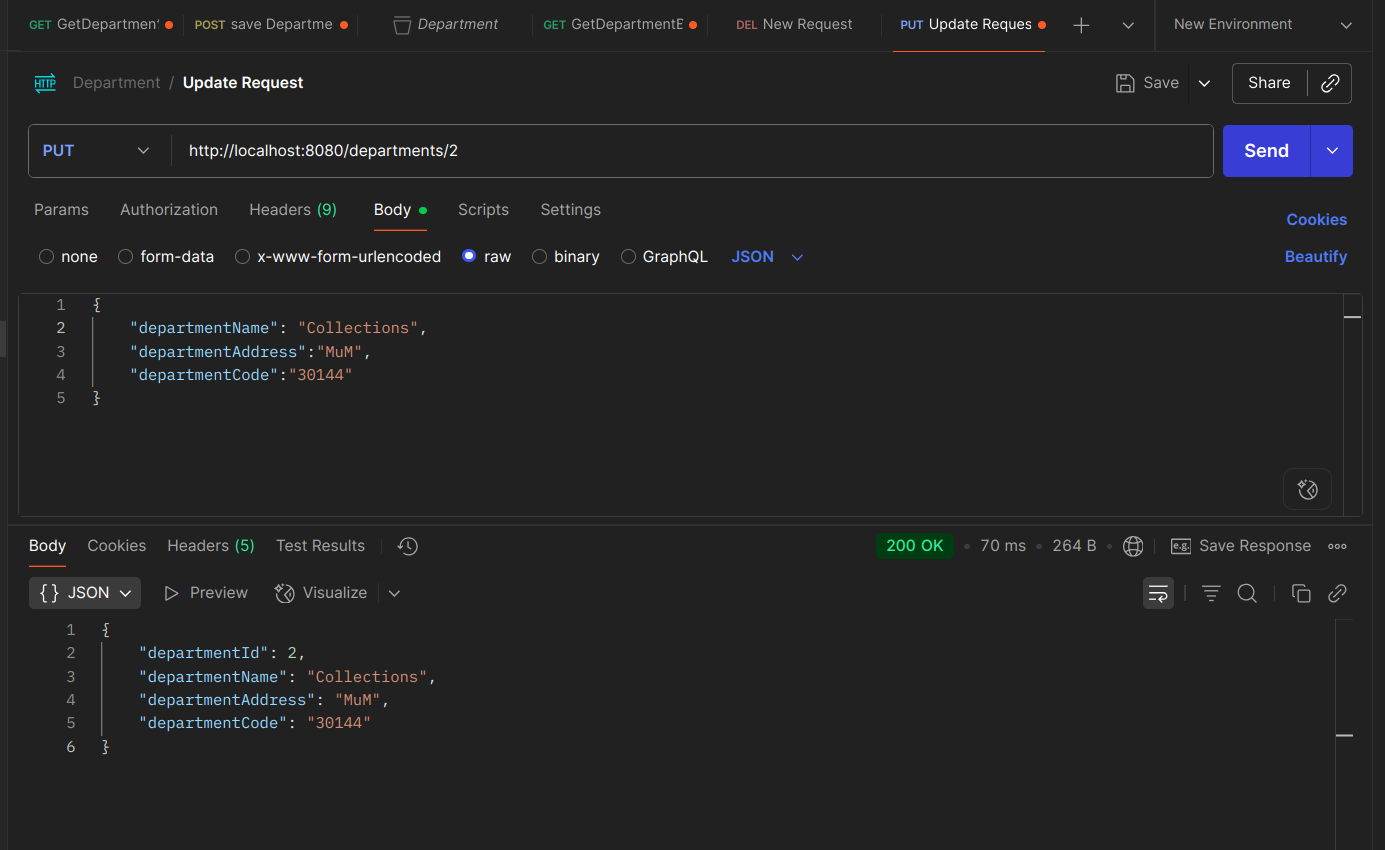 GET GetDepartment POST save Departme Department GET GetDepartmentE DEL New Request PUT Update Reques New Environment
HTTP Department / Update Request Save Share
PUT http://localhost:8080/departments/2 Send
Params Authorization Headers (9) Body Scripts Settings Cookies
none form-data x-www-form-urlencoded raw binary GraphQL JSON Beautify
1 {
2 "departmentName": "Collections",
3 "departmentAddress":"MuM",
4 "departmentCode":"30144"
5 }
Body Cookies Headers (5) Test Results 200 OK • 70 ms • 264 B • e.g. Save Response
{} JSON Preview Visualize
1 {
2 "departmentId": 2,
3 "departmentName": "Collections",
4 "departmentAddress": "MuM",
5 "departmentCode": "30144"
6 }